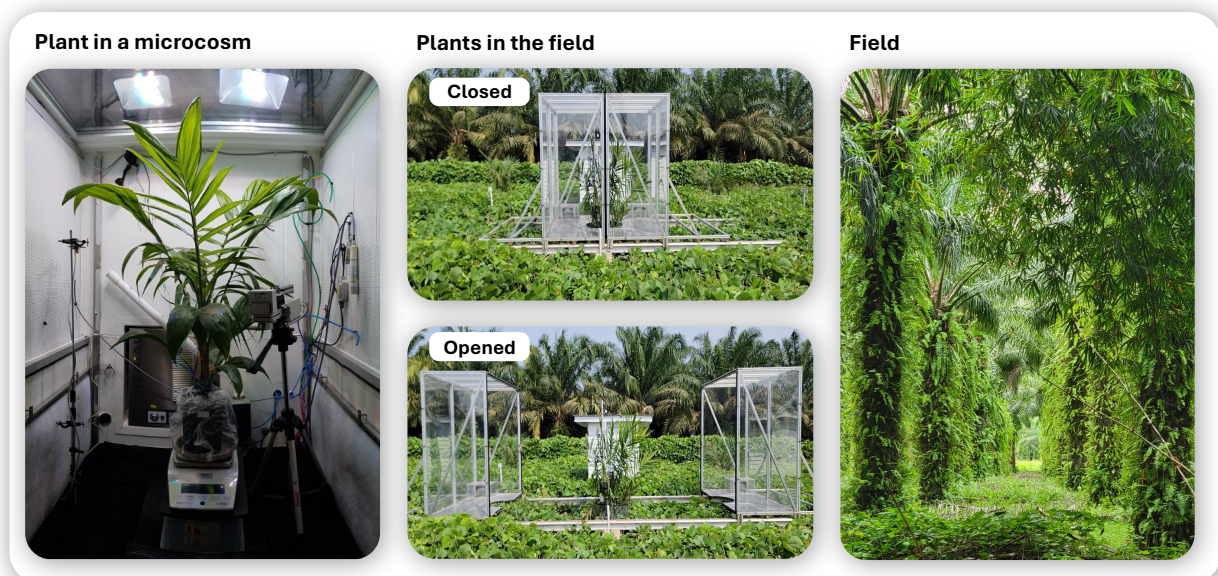 Plant in a microcosm
Plants in the field
Field
Closed
Opened